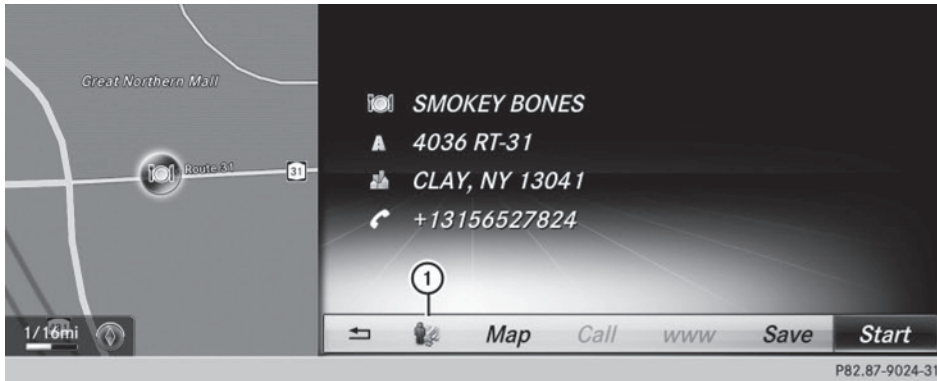 Great Northern Mall
Route 31
31
1/16mi
SMOKEY BONES
A 4036 RT-31
CLAY, NY 13041
+13156527824
1
Map Call www Save Start
P82.87-9024-31